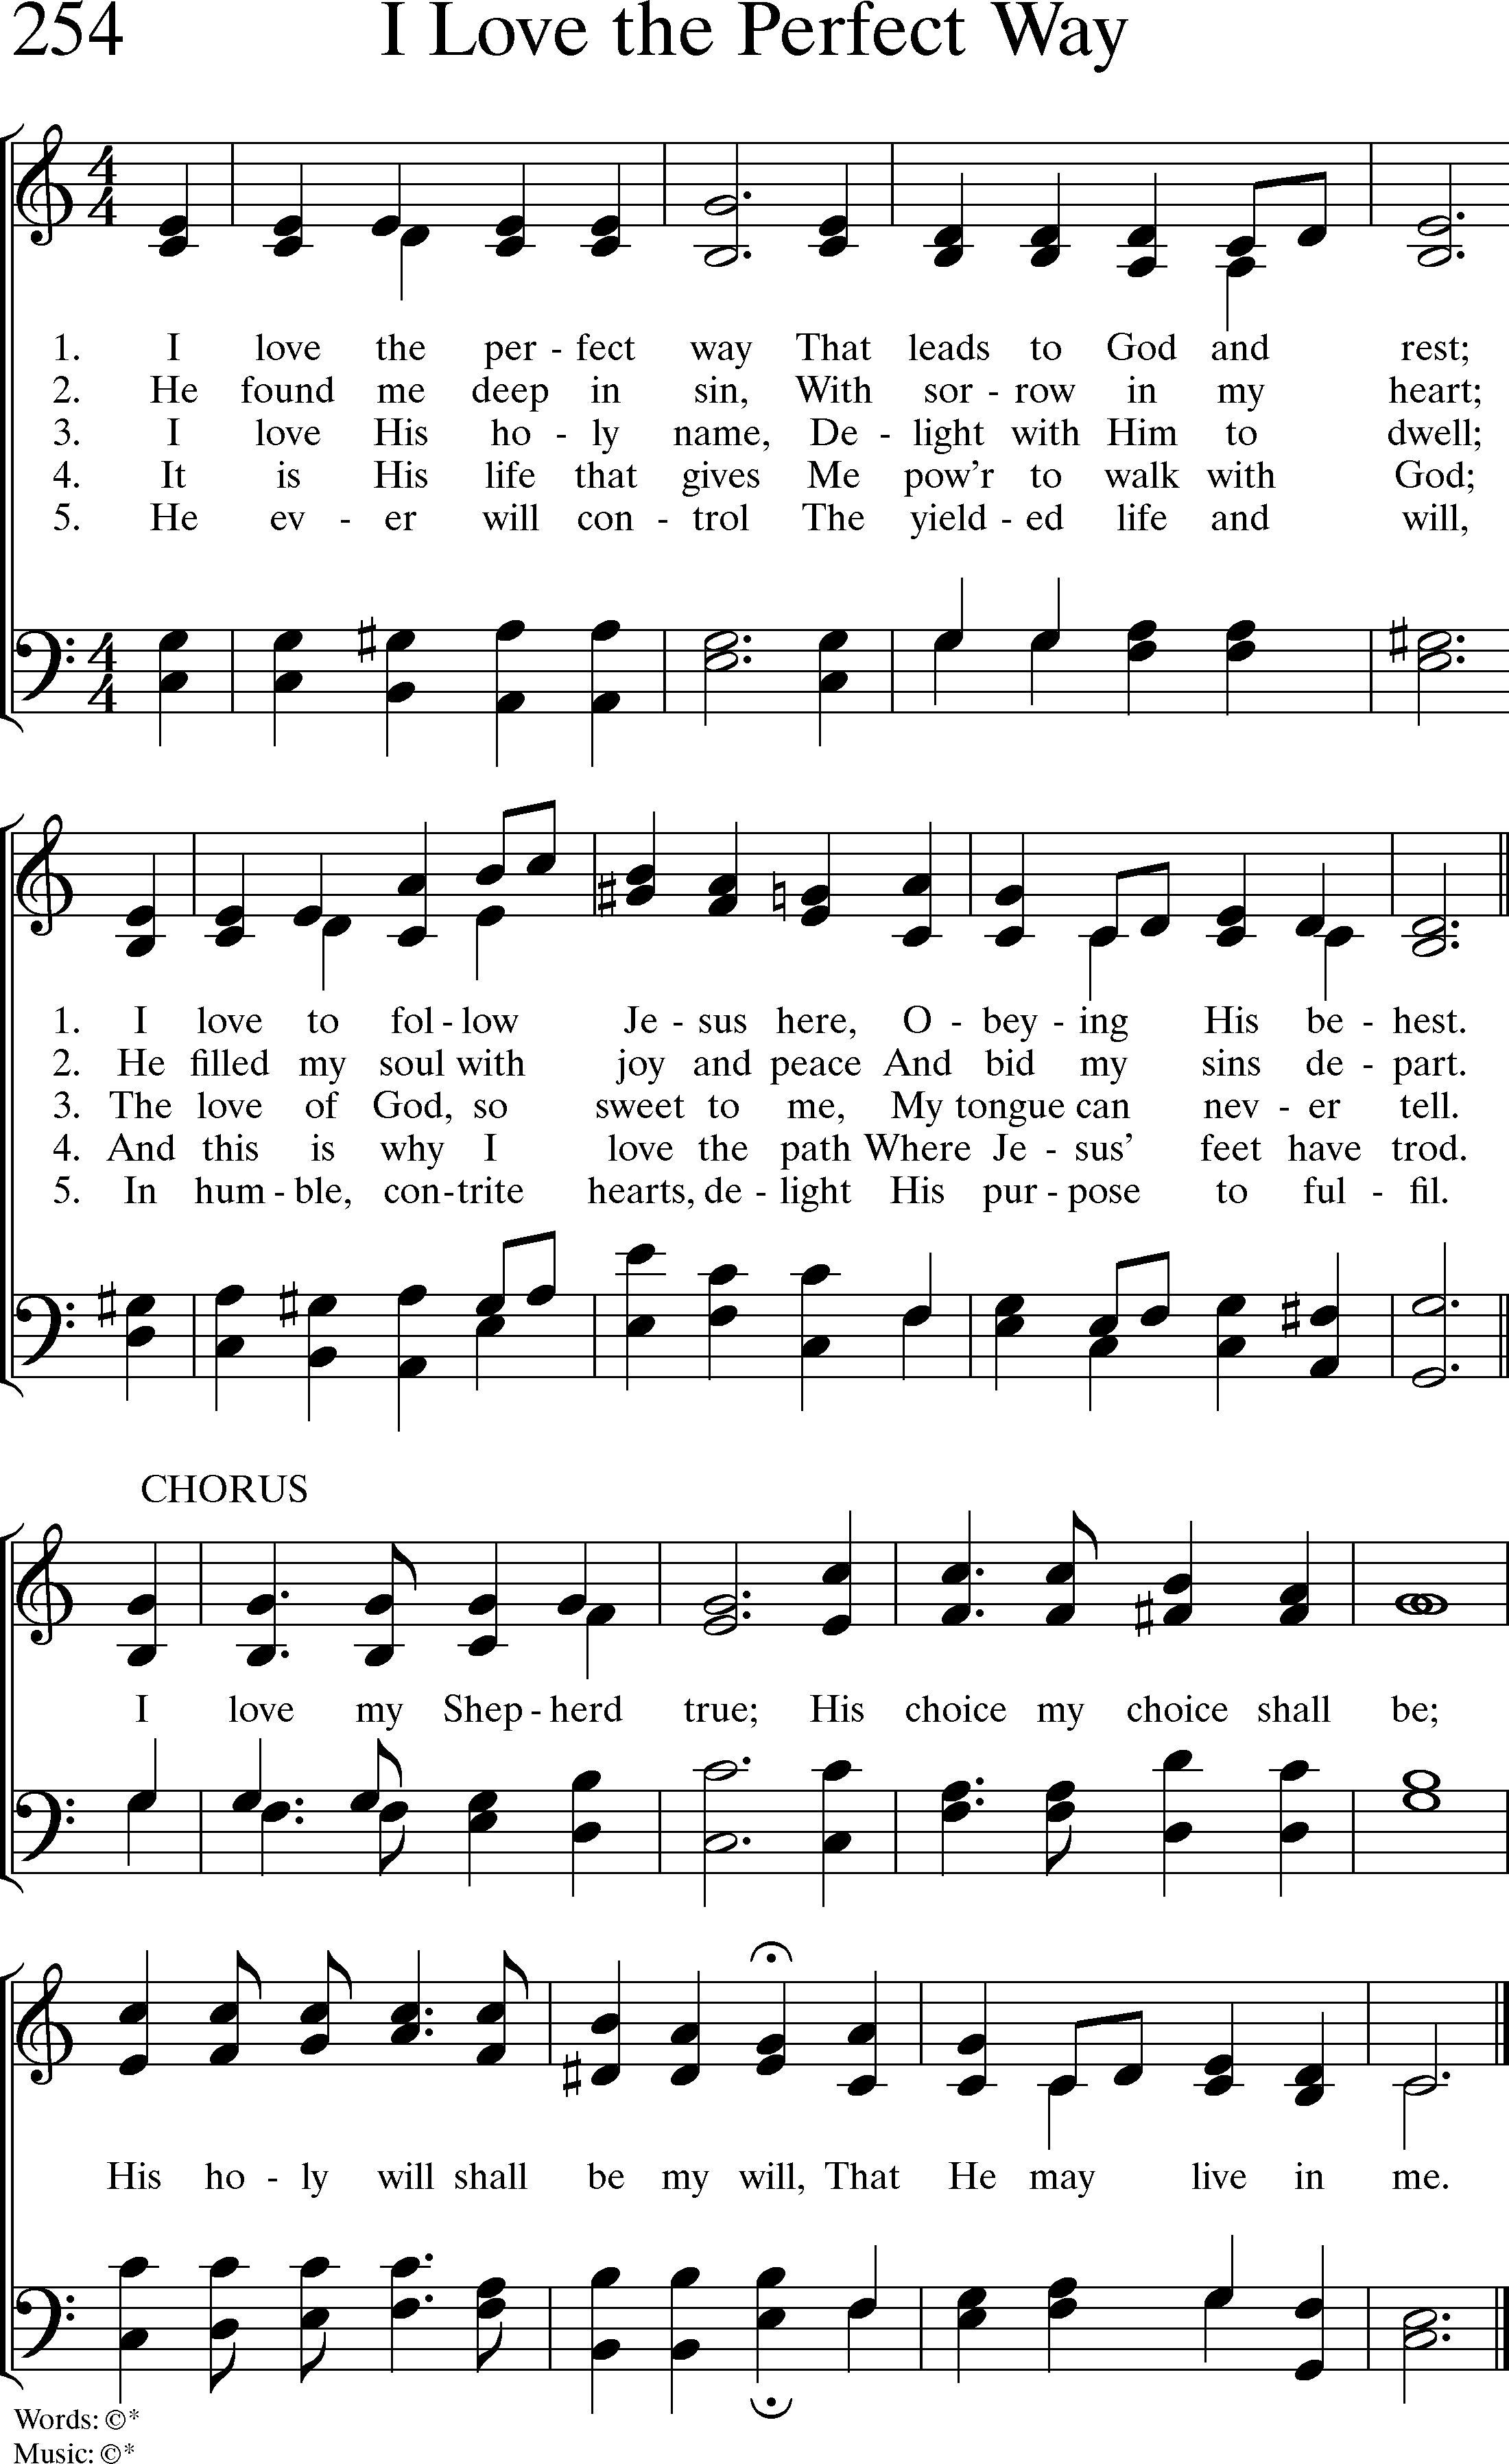 254 I Love the Perfect Way
1. I love the per - fect way That leads to God and rest;
2. He found me deep in sin, With sor - row in my heart;
3. I love His ho - ly name, De - light with Him to dwell;
4. It is His life that gives Me pow'r to walk with God;
5. He ev - er will con - trol The yield - ed life and will,
1. I love to fol - low Je - sus here, O - bey - ing His be - hest.
2. He filled my soul with joy and peace And bid my sins de - part.
3. The love of God, so sweet to me, My tongue can nev - er tell.
4. And this is why I love the path Where Je - sus' feet have trod.
5. In hum - ble, con - trite hearts, de - light His pur - pose to ful - fil.
CHORUS
I love my Shep - herd true; His choice my choice shall be;
His ho - ly will shall be my will, That He may live in me.
Words: ©*
Music: ©*